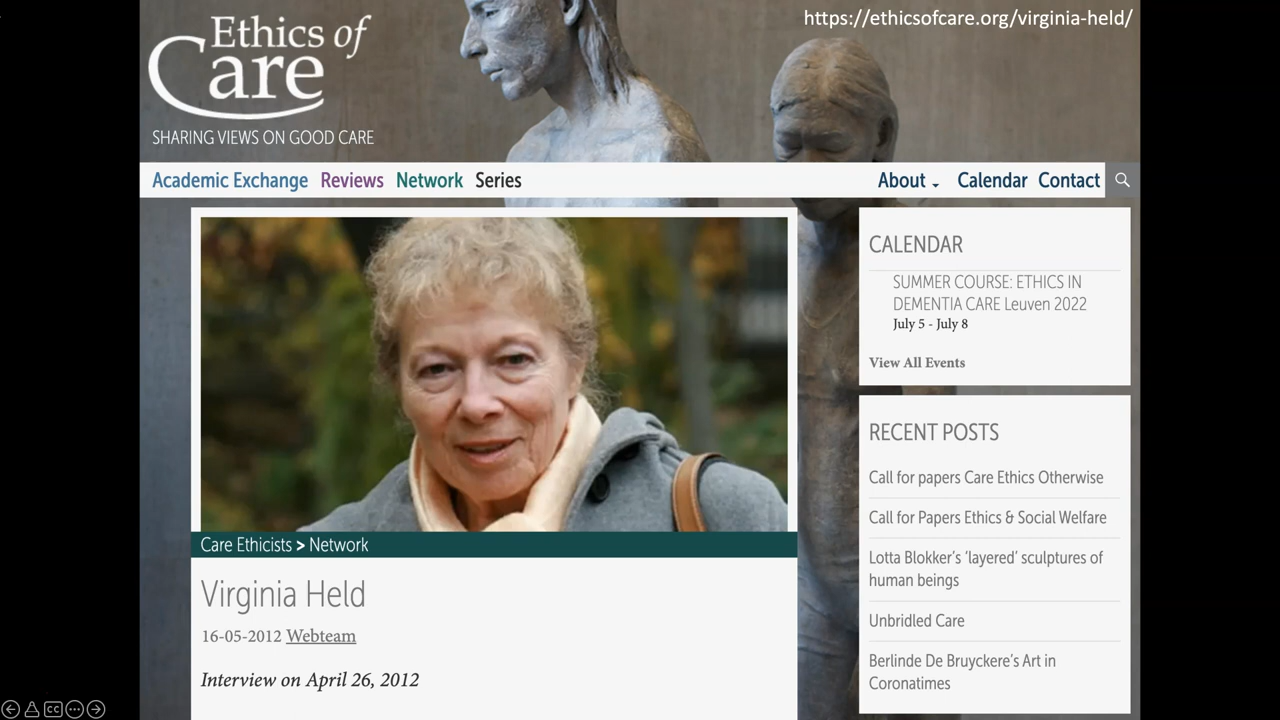 https://ethicsofcare.org/virginia-held/
Ethics of
Care
SHARING VIEWS ON GOOD CARE
Academic Exchange Reviews Network Series
About Calendar Contact
Care Ethicists > Network
Virginia Held
16-05-2012 Webteam
Interview on April 26, 2012
CALENDAR
SUMMER COURSE: ETHICS IN
DEMENTIA CARE Leuven 2022
July 5 - July 8
View All Events
RECENT POSTS
Call for papers Care Ethics Otherwise
Call for Papers Ethics & Social Welfare
Lotta Blokker’s ‘layered’ sculptures of
human beings
Unbridled Care
Berlinde De Bruyckere’s Art in
Coronatimes
CC